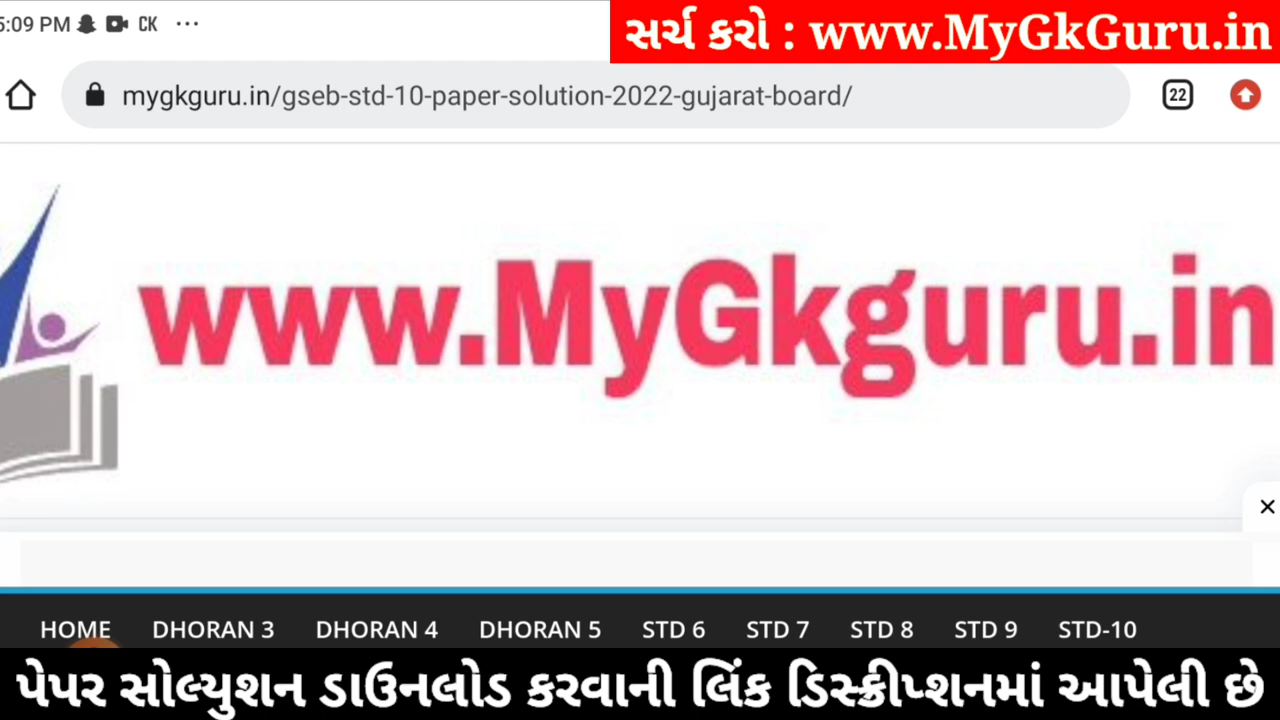 5:09 PM CK ...
સર્ચ કરો : www.MyGkGuru.in
mygkguru.in/gseb-std-10-paper-solution-2022-gujarat-board/ 22
www.MyGkguru.in
HOME DHORAN 3 DHORAN 4 DHORAN 5 STD 6 STD 7 STD 8 STD 9 STD-10
પેપર સોલ્યુશન ડાઉનલોડ કરવાની લિંક ડિસ્ક્રીપ્શનમાં આપેલી છે